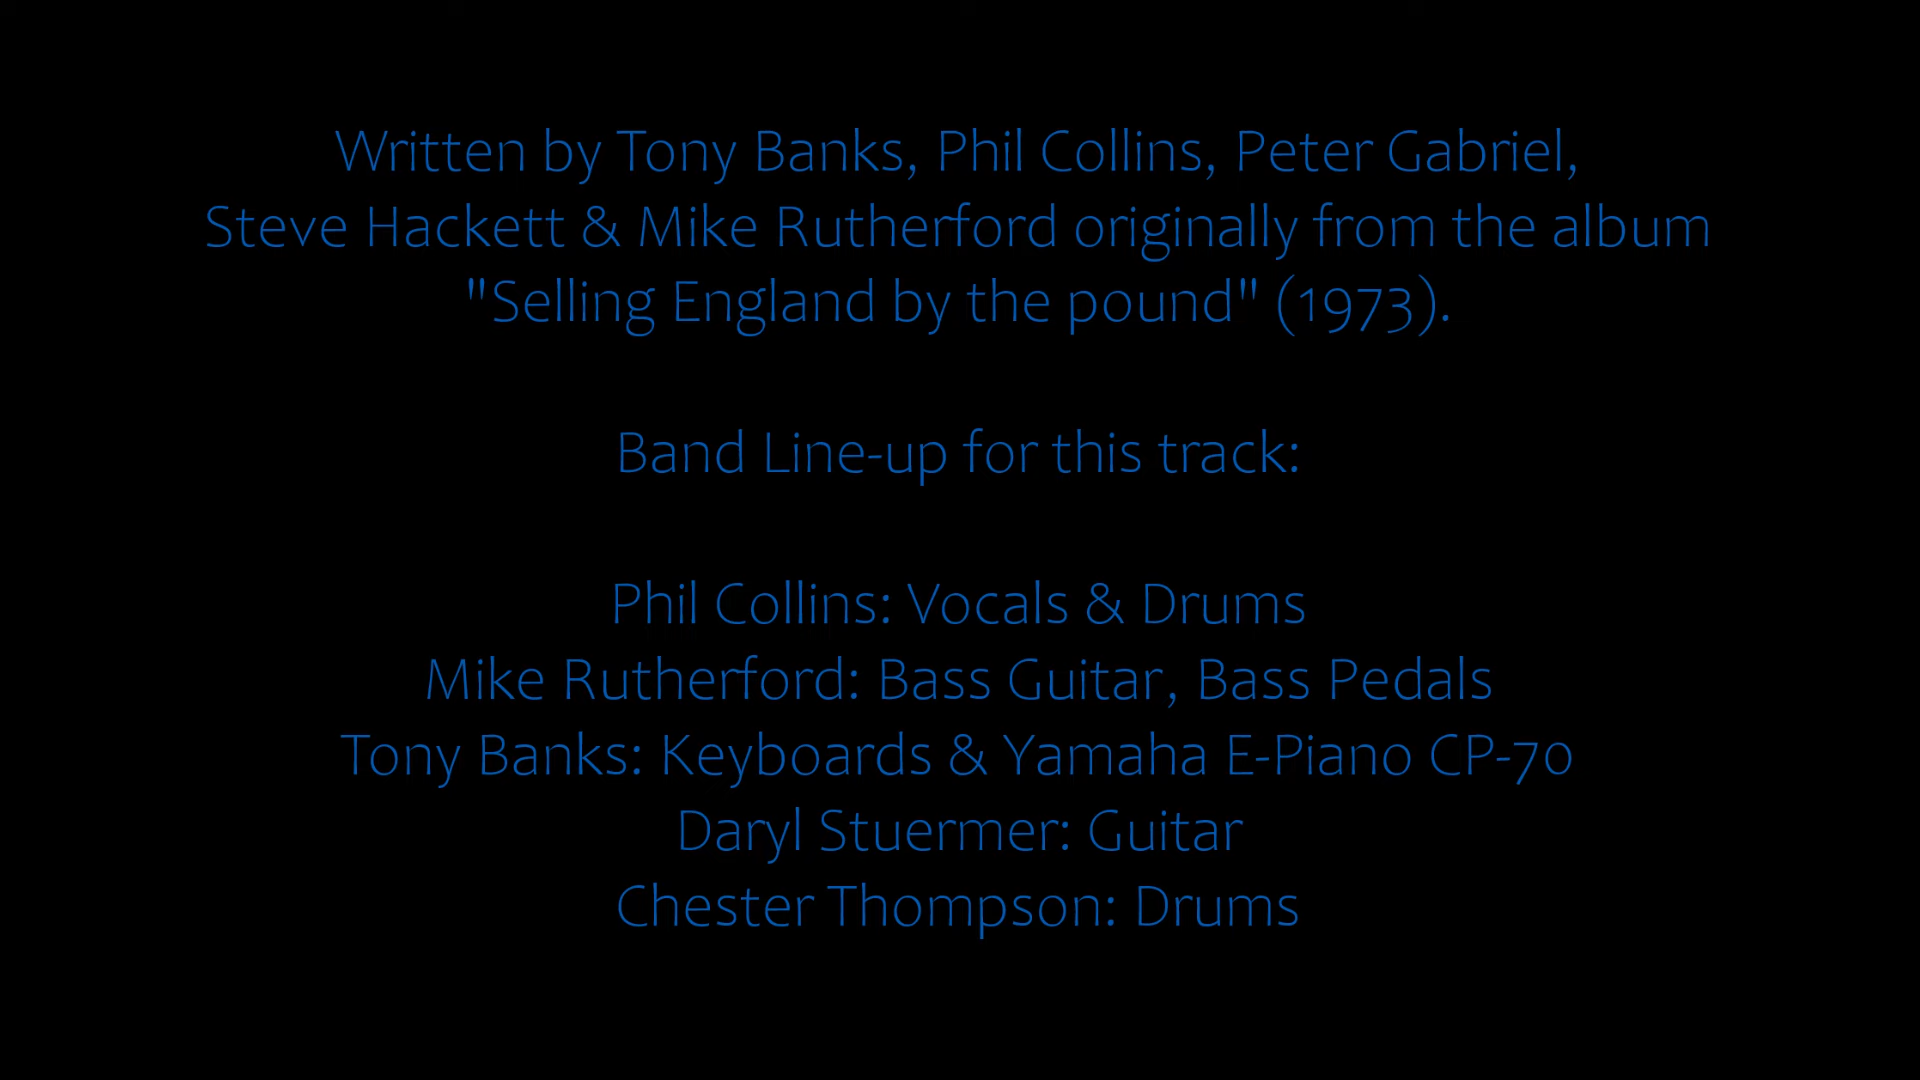 Written by Tony Banks, Phil Collins, Peter Gabriel,
Steve Hackett & Mike Rutherford originally from the album
"Selling England by the pound" (1973).
Band Line-up for this track:
Phil Collins: Vocals & Drums
Mike Rutherford: Bass Guitar, Bass Pedals
Tony Banks: Keyboards & Yamaha E-Piano CP-70
Daryl Stuermer: Guitar
Chester Thompson: Drums